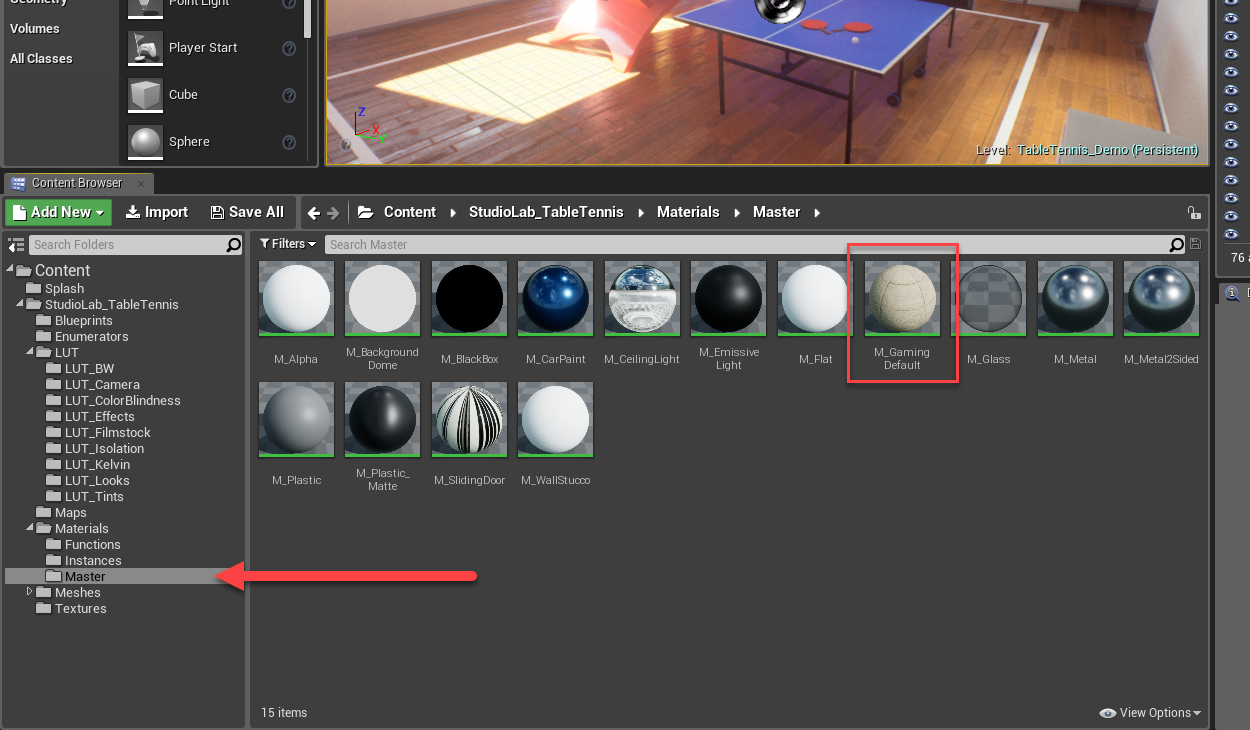 Geometry
Point Light
Volumes
Player Start
All Classes
Cube
Sphere
Z
X
Y
Level: TableTennis_Demo (Persistent)
Content Browser
Add New
Import
Save All
Content
StudioLab_TableTennis
Materials
Master
76 a
Search Folders
Filters
Search Master
Content
Splash
StudioLab_TableTennis
Blueprints
Enumerators
LUT
LUT_BW
LUT_Camera
LUT_ColorBlindness
LUT_Effects
LUT_Filmstock
LUT_Isolation
LUT_Kelvin
LUT_Looks
LUT_Tints
Maps
Materials
Functions
Instances
Master
Meshes
Textures
M_Alpha
M_Background
Dome
M_BlackBox
M_CarPaint
M_CeilingLight
M_Emissive
Light
M_Flat
M_Gaming
Default
M_Glass
M_Metal
M_Metal2Sided
M_Plastic
M_Plastic_
Matte
M_SlidingDoor
M_WallStucco
15 items
View Options